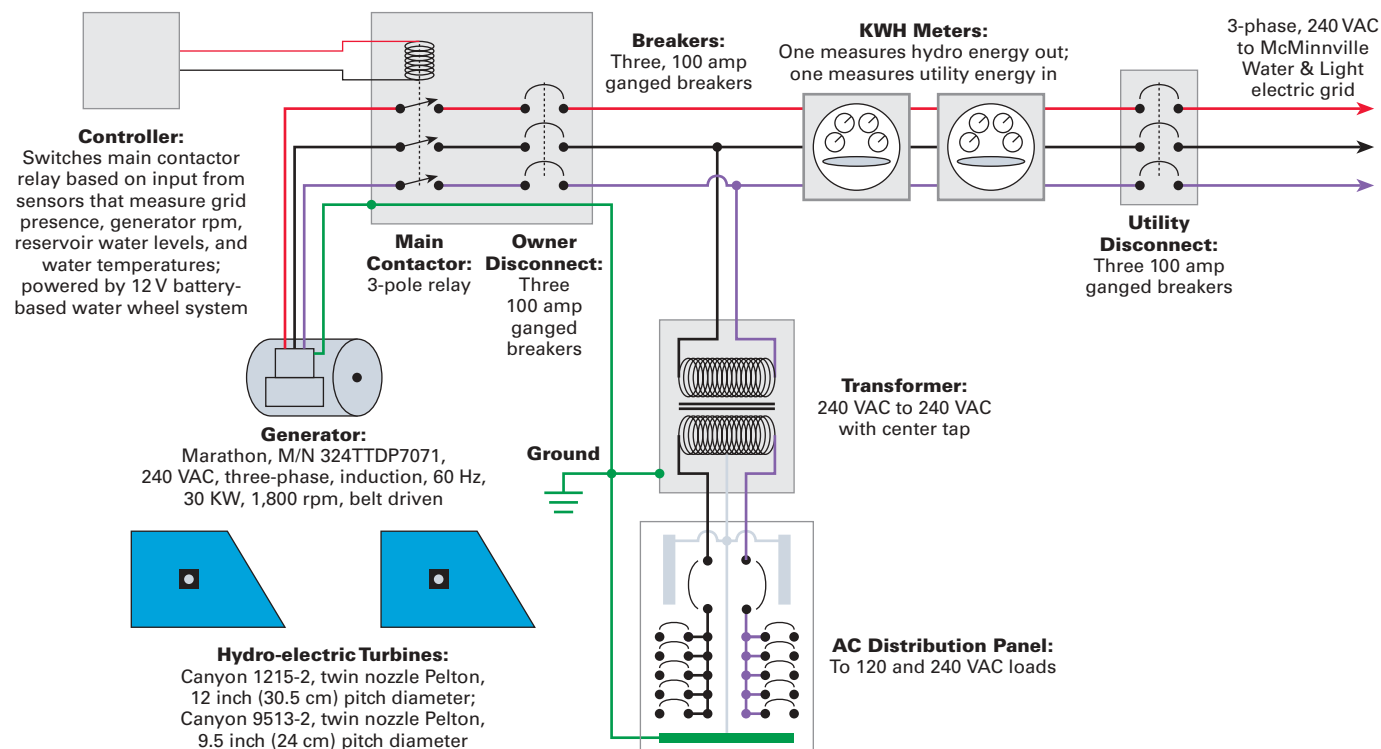 Controller:
Switches main contactor
relay based on input from
sensors that measure grid
presence, generator rpm,
reservoir water levels, and
water temperatures;
powered by 12 V battery-
based water wheel system
Main
Contactor:
3-pole relay
Owner
Disconnect:
Three
100 amp
ganged
breakers
Breakers:
Three, 100 amp
ganged breakers
KWH Meters:
One measures hydro energy out;
one measures utility energy in
3-phase, 240 VAC
to McMinnville
Water & Light
electric grid
Utility
Disconnect:
Three 100 amp
ganged breakers
Generator:
Marathon, M/N 324TTDP7071,
240 VAC, three-phase, induction, 60 Hz,
30 KW, 1,800 rpm, belt driven
Ground
Transformer:
240 VAC to 240 VAC
with center tap
Hydro-electric Turbines:
Canyon 1215-2, twin nozzle Pelton,
12 inch (30.5 cm) pitch diameter;
Canyon 9513-2, twin nozzle Pelton,
9.5 inch (24 cm) pitch diameter
AC Distribution Panel:
To 120 and 240 VAC loads